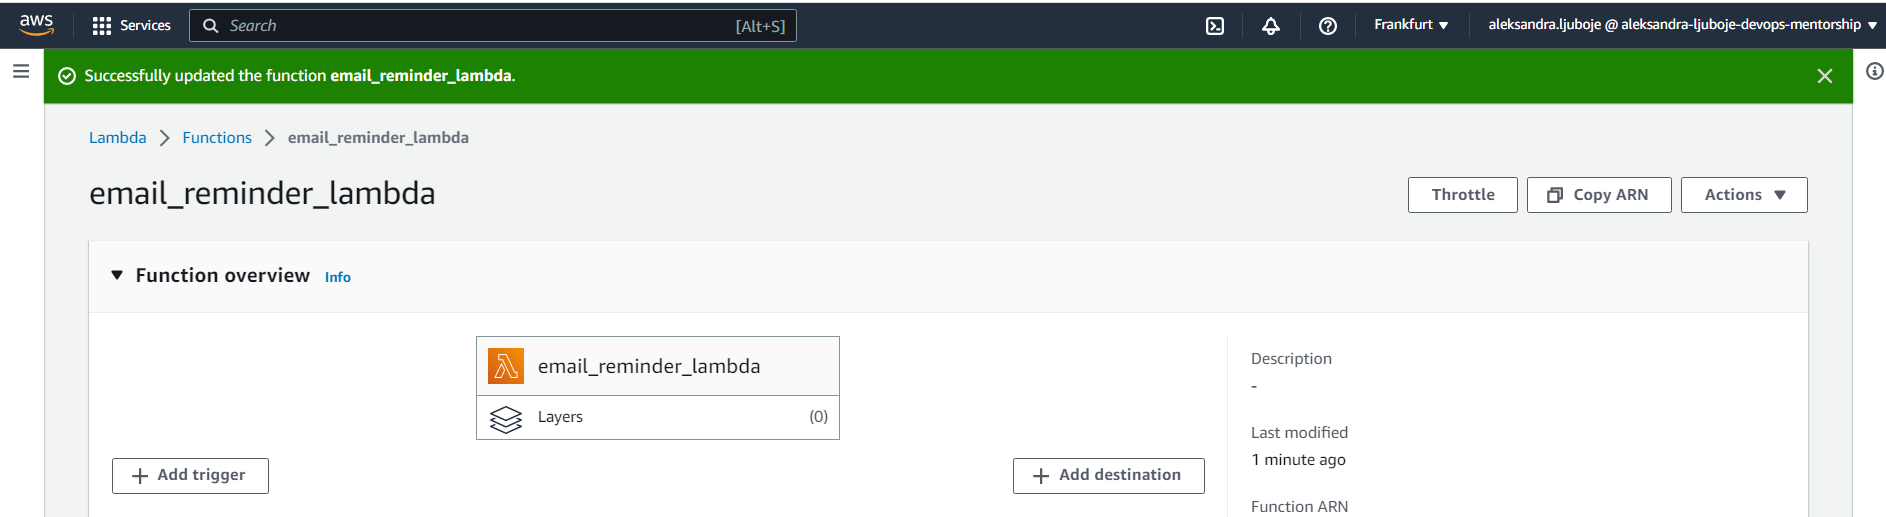 aws Services Search [Alt+S] Frankfurt aleksandra.ljuboje @ aleksandra-ljuboje-devops-mentorship
Successfully updated the function email_reminder_lambda.
Lambda Functions email_reminder_lambda
email_reminder_lambda
Throttle Copy ARN Actions
Function overview Info
email_reminder_lambda
Layers (0)
Add trigger
Add destination
Description
-
Last modified
1 minute ago
Function ARN